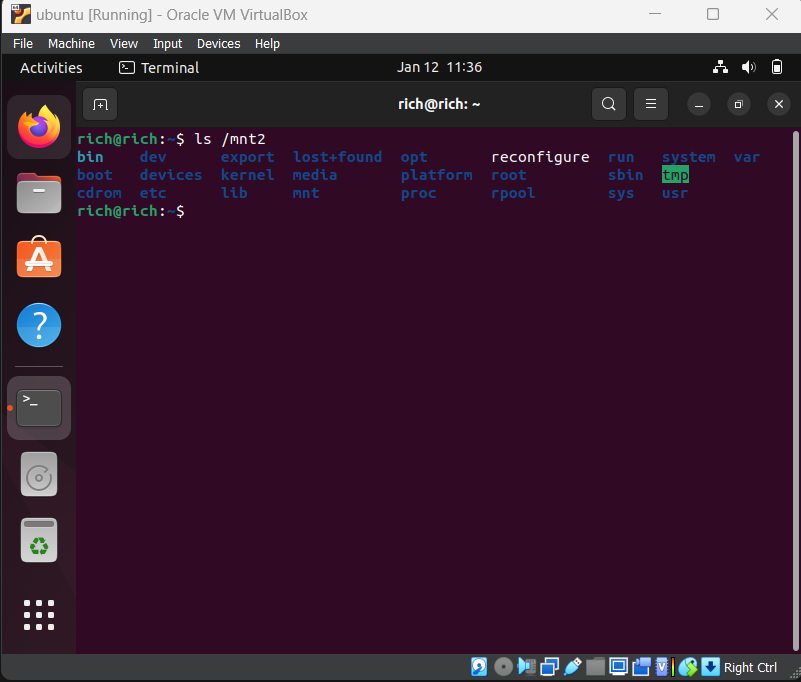 ubuntu [Running] - Oracle VM VirtualBox
File Machine View Input Devices Help
Activities Terminal Jan 12 11:36
rich@rich: ~
rich@rich:~$ ls /mnt2
bin dev export lost+found opt reconfigure run system var
boot devices kernel media platform root sbin tmp
cdrom etc lib mnt proc rpool sys usr
rich@rich:~$
>_
?
Right Ctrl